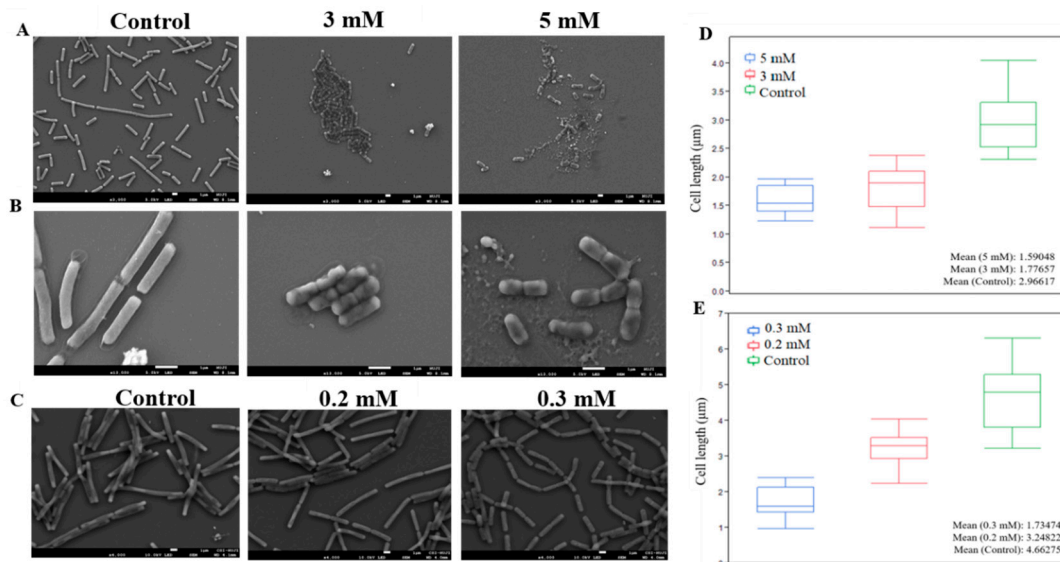 A
Control
3 mM
5 mM
B
C
Control
0.2 mM
0.3 mM
D
5 mM
3 mM
Control
Cell length (µm)
4.0
3.5
3.0
2.5
2.0
1.5
1.0
0.5
0.0
Mean (5 mM): 1.59048
Mean (3 mM): 1.77657
Mean (Control): 2.96617
E
0.3 mM
0.2 mM
Control
Cell length (µm)
7
6
5
4
3
2
1
Mean (0.3 mM): 1.73474
Mean (0.2 mM): 3.24822
Mean (Control): 4.66275